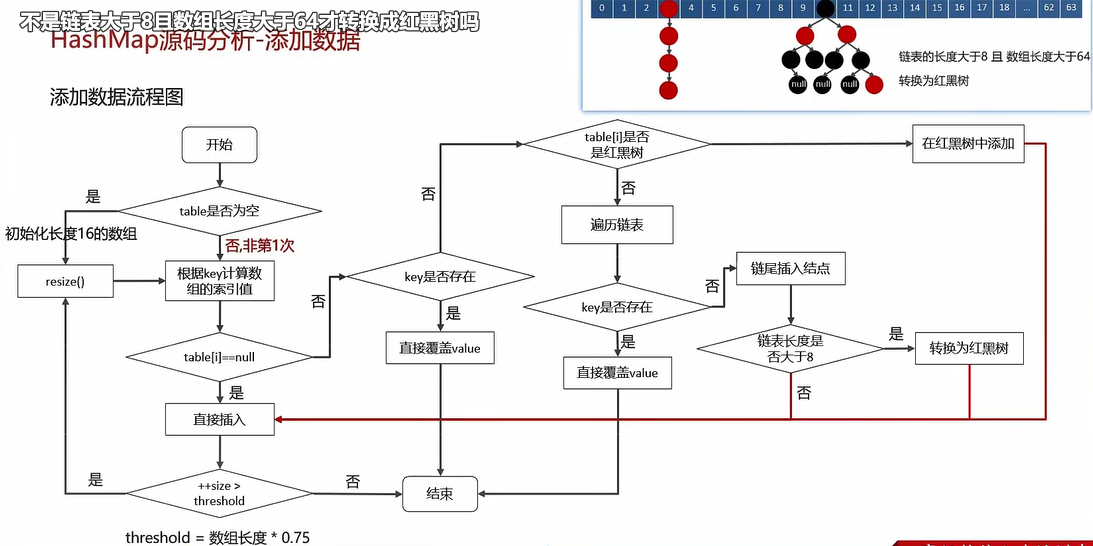 不是链表大于8且数组长度大于64才转换成红黑树吗
HashMap源码分析-添加数据
0 1 2 4 5 6 7 8 9 11 12 13 14 15 16 17 18 ... 62 63
链表的长度大于8 且 数组长度大于64
转换为红黑树
null null null
添加数据流程图
开始
是
table是否为空
初始化长度16的数组
否,非第1次
resize()
根据key计算数
组的索引值
否
table[i]==null
是
直接插入
是
++size >
threshold
否
threshold = 数组长度 * 0.75
否
key是否存在
是
直接覆盖value
结束
table[i]是否
是红黑树
在红黑树中添加
否
遍历链表
key是否存在
否
链尾插入结点
是
直接覆盖value
链表长度是
否大于8
是
转换为红黑树
否